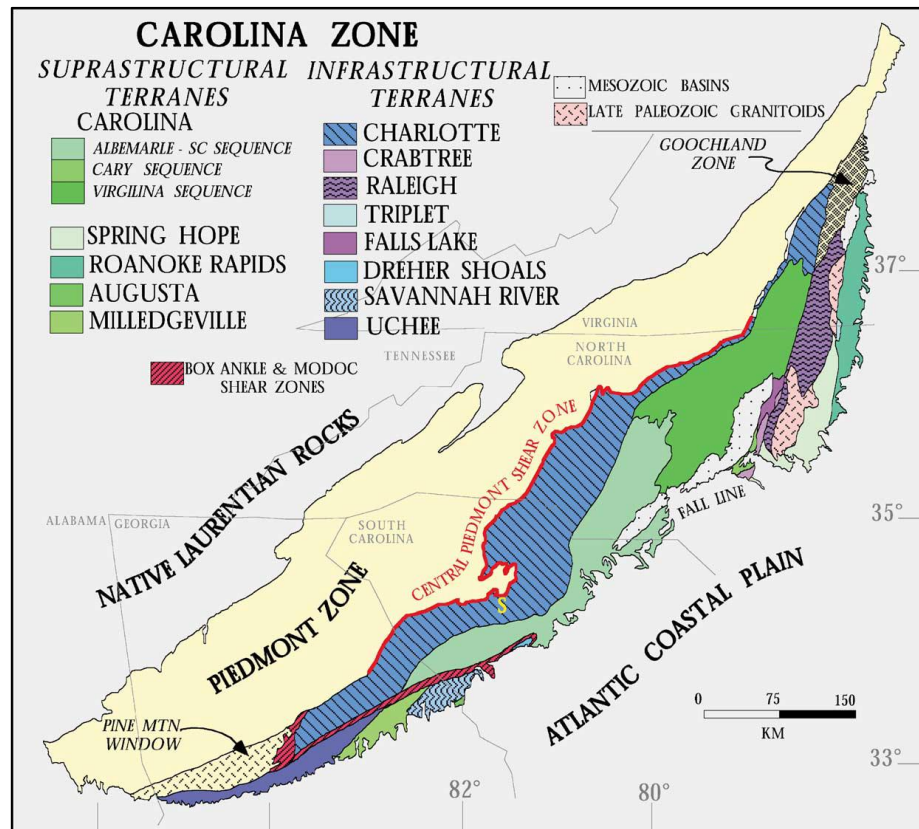 CAROLINA ZONE
SUPRASTRUCTURAL
TERRANES
CAROLINA
ALBEMARLE - SC SEQUENCE
CARY SEQUENCE
VIRGILINA SEQUENCE
SPRING HOPE
ROANOKE RAPIDS
AUGUSTA
MILLEDGEVILLE
INFRASTRUCTURAL
TERRANES
CHARLOTTE
CRABTREE
RALEIGH
TRIPLET
FALLS LAKE
DREHER SHOALS
SAVANNAH RIVER
UCHEE
BOX ANKLE & MODOC
SHEAR ZONES
MESOZOIC BASINS
LATE PALEOZOIC GRANITOIDS
GOOCHLAND
ZONE
37°
VIRGINIA
TENNESSEE
NORTH
CAROLINA
NATIVE LAURENTIAN ROCKS
CENTRAL PIEDMONT SHEAR ZONE
FALL LINE
35°
ALABAMA
GEORGIA
SOUTH
CAROLINA
S
PIEDMONT ZONE
ATLANTIC COASTAL PLAIN
PINE MTN.
WINDOW
0 75 150
KM
33°
82°
80°